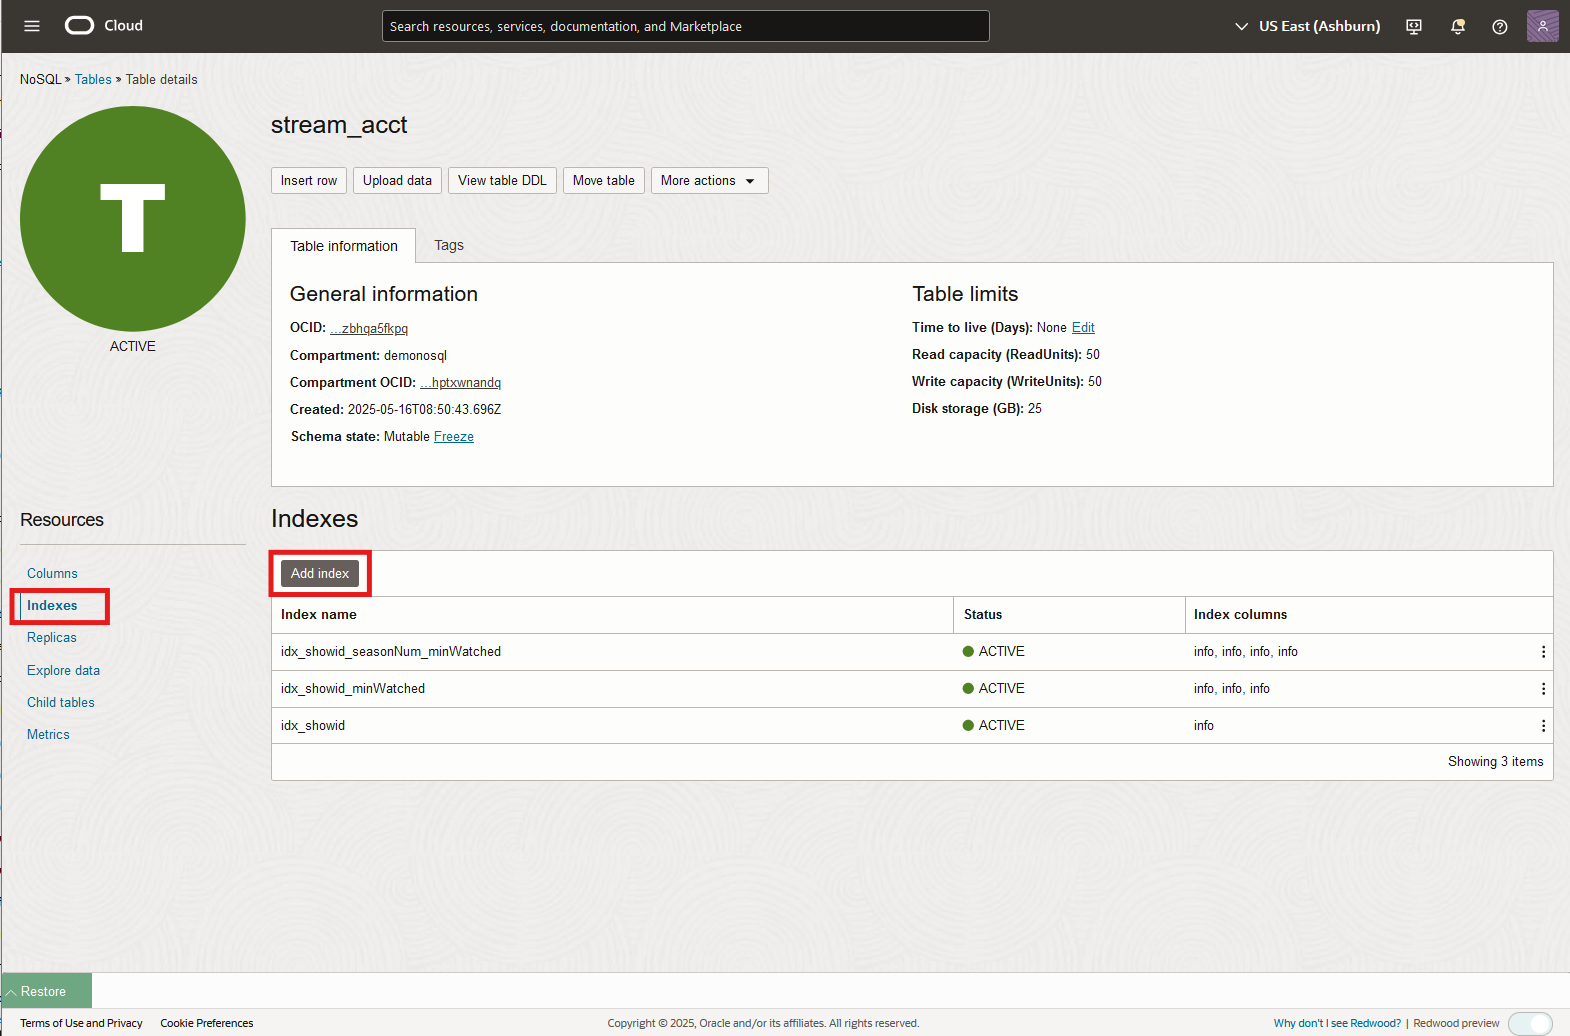 Cloud
Search resources, services, documentation, and Marketplace
US East (Ashburn)
NoSQL » Tables » Table details
T
ACTIVE
stream_acct
Insert row
Upload data
View table DDL
Move table
More actions
Table information
Tags
General information
OCID: ...zbhqa5fkpq
Compartment: demonosql
Compartment OCID: ...hptxwnandq
Created: 2025-05-16T08:50:43.696Z
Schema state: Mutable Freeze
Table limits
Time to live (Days): None Edit
Read capacity (ReadUnits): 50
Write capacity (WriteUnits): 50
Disk storage (GB): 25
Resources
Columns
Indexes
Replicas
Explore data
Child tables
Metrics
Indexes
Add index
Index name Status Index columns
idx_showid_seasonNum_minWatched ACTIVE info, info, info, info
idx_showid_minWatched ACTIVE info, info, info
idx_showid ACTIVE info
Showing 3 items
Restore
Terms of Use and Privacy Cookie Preferences
Copyright © 2025, Oracle and/or its affiliates. All rights reserved.
Why don't I see Redwood? | Redwood preview